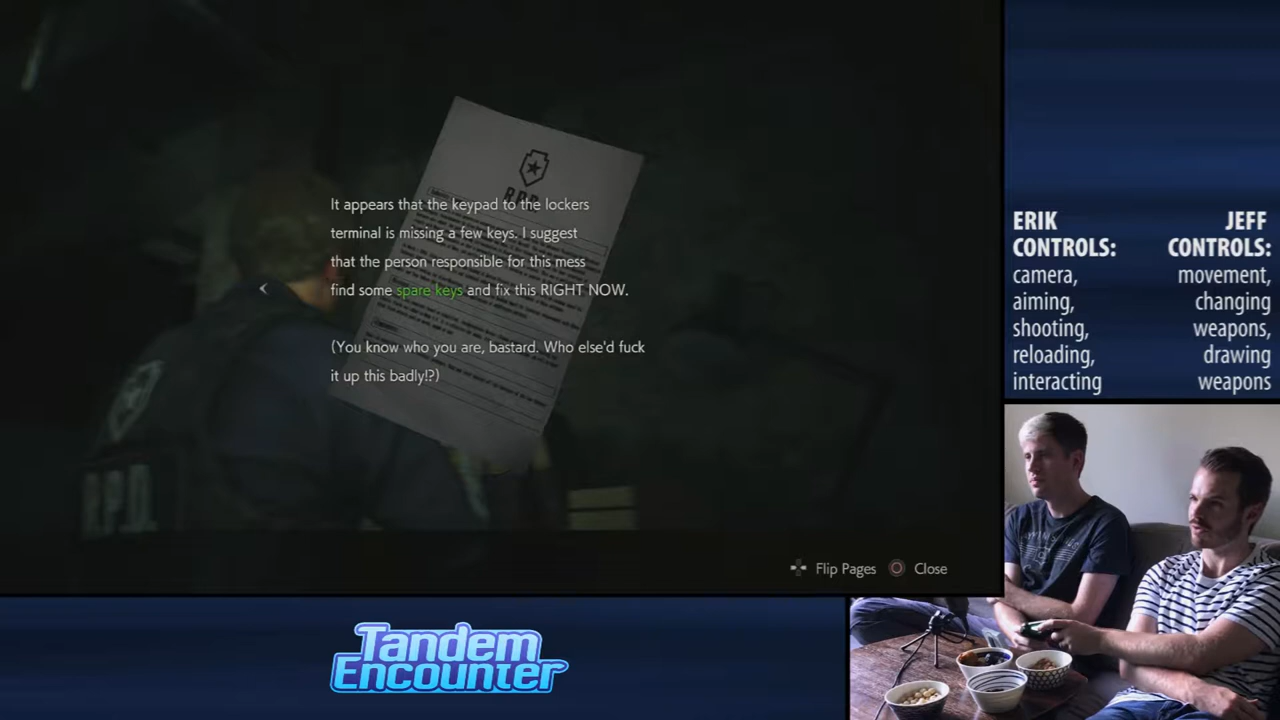 R.P.D.
It appears that the keypad to the lockers
terminal is missing a few keys. I suggest
that the person responsible for this mess
find some spare keys and fix this RIGHT NOW.
(You know who you are, bastard. Who else'd fuck
it up this badly!?)
R.P.D.
Flip Pages
Close
ERIK
CONTROLS:
camera,
aiming,
shooting,
reloading,
interacting
JEFF
CONTROLS:
movement,
changing
weapons,
drawing
weapons
Tandem
Encounter